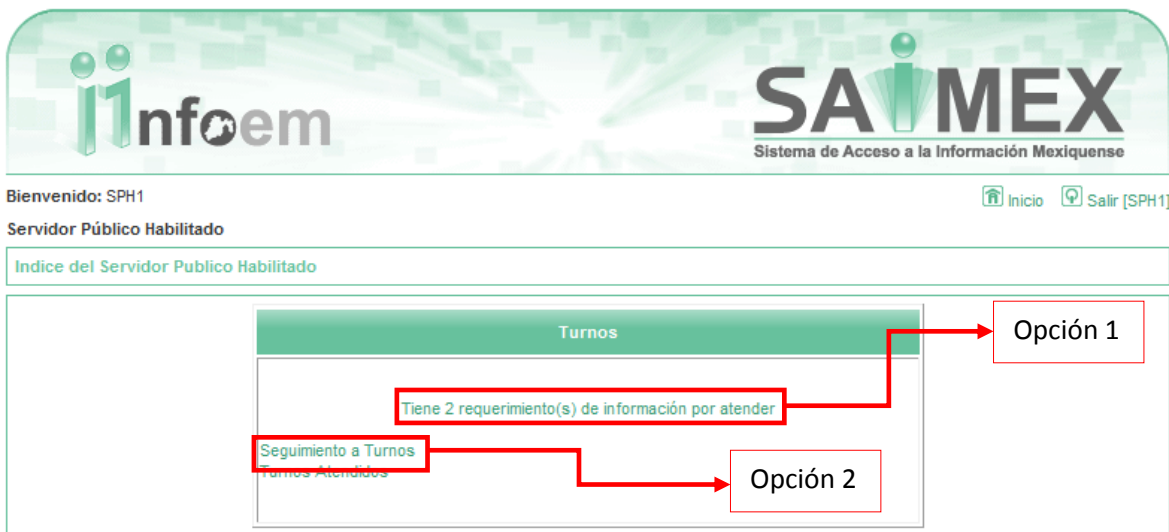 infoem
SAIMEX
Sistema de Acceso a la Información Mexiquense
Bienvenido: SPH1
Inicio Salir [SPH1]
Servidor Público Habilitado
Indice del Servidor Publico Habilitado
Turnos
Opción 1
Tiene 2 requerimiento(s) de información por atender
Seguimiento a Turnos
Turnos Atendidos
Opción 2